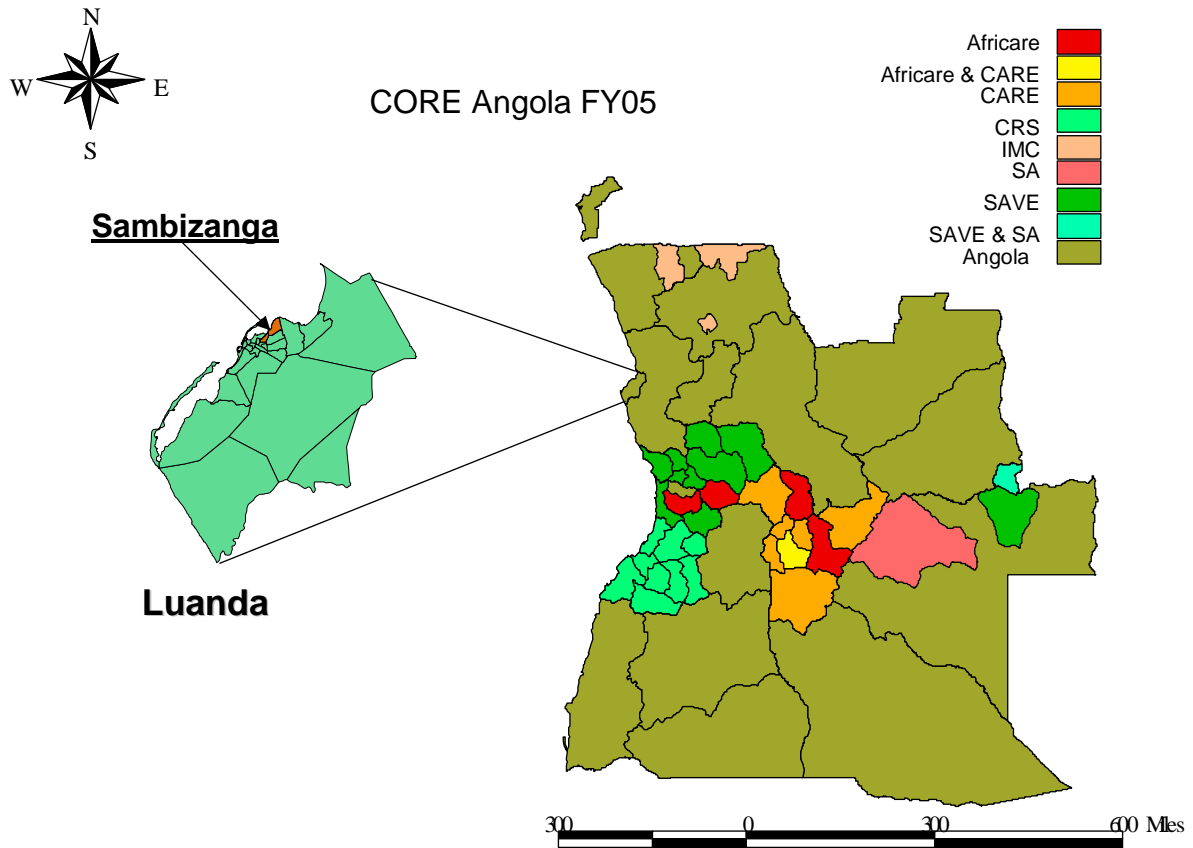 N
W E
S
CORE Angola FY05
Africare
Africare & CARE
CARE
CRS
IMC
SA
SAVE
SAVE & SA
Angola
Sambizanga
Luanda
300 0 300 600 Miles